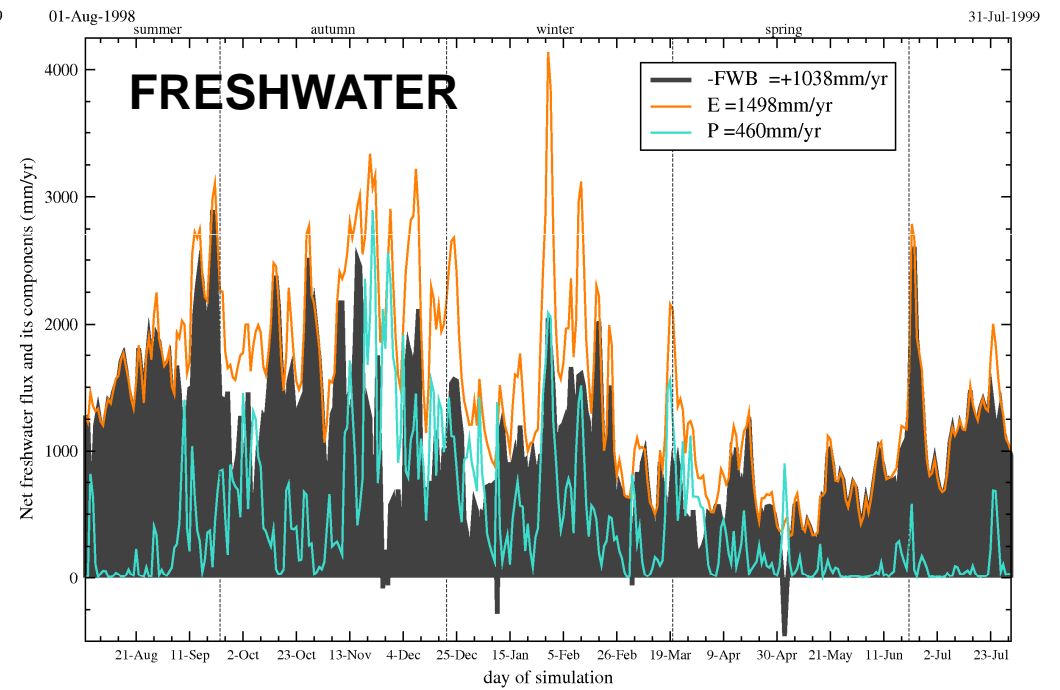 9 01-Aug-1998 31-Jul-1999
summer autumn winter spring
FRESHWATER
-FWB =+1038mm/yr
E =1498mm/yr
P =460mm/yr
Net freshwater flux and its components (mm/yr)
4000
3000
2000
1000
0
21-Aug 11-Sep 2-Oct 23-Oct 13-Nov 4-Dec 25-Dec 15-Jan 5-Feb 26-Feb 19-Mar 9-Apr 30-Apr 21-May 11-Jun 2-Jul 23-Jul
day of simulation